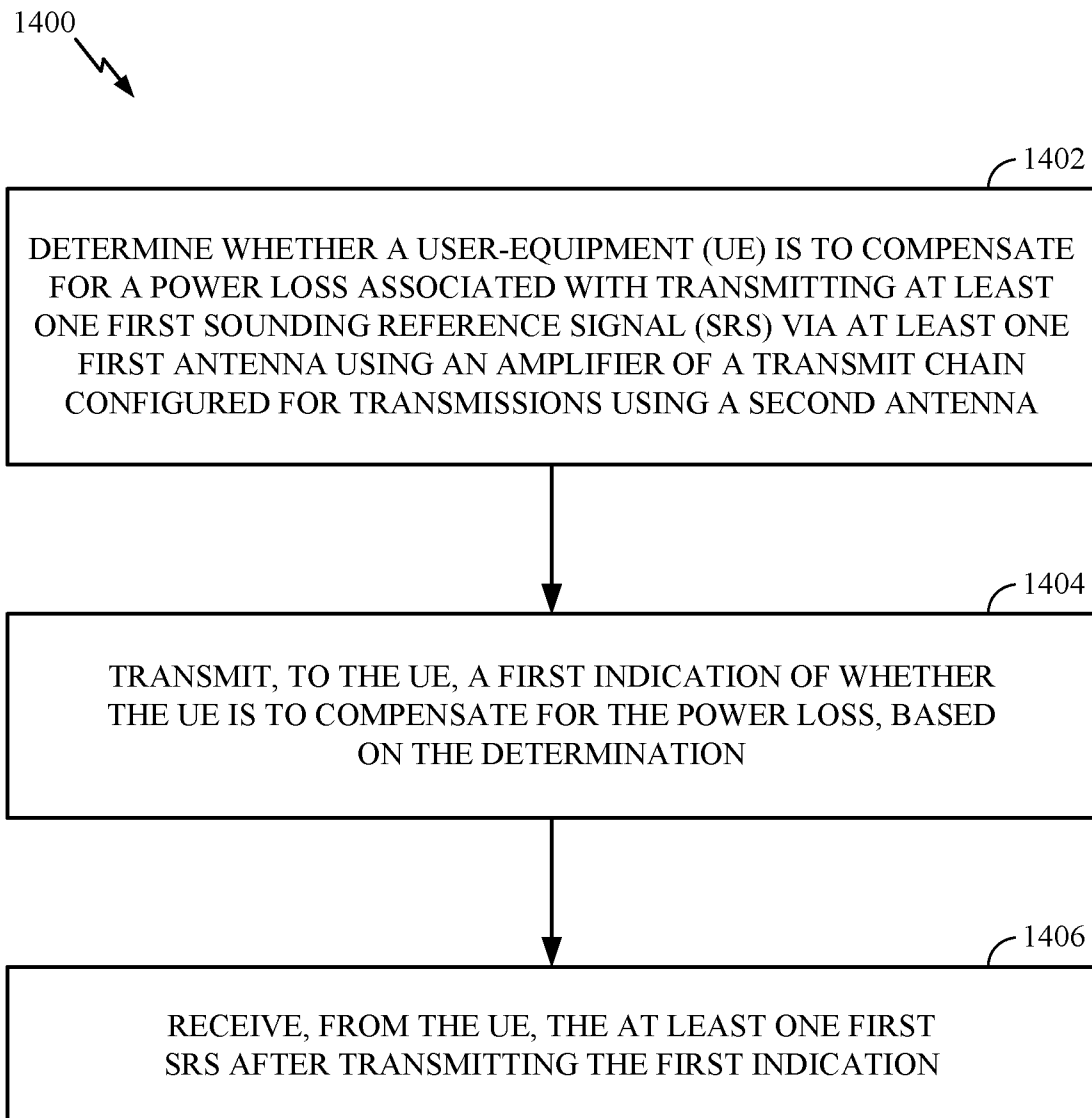 1400
1402
DETERMINE WHETHER A USER-EQUIPMENT (UE) IS TO COMPENSATE
FOR A POWER LOSS ASSOCIATED WITH TRANSMITTING AT LEAST
ONE FIRST SOUNDING REFERENCE SIGNAL (SRS) VIA AT LEAST ONE
FIRST ANTENNA USING AN AMPLIFIER OF A TRANSMIT CHAIN
CONFIGURED FOR TRANSMISSIONS USING A SECOND ANTENNA
1404
TRANSMIT, TO THE UE, A FIRST INDICATION OF WHETHER
THE UE IS TO COMPENSATE FOR THE POWER LOSS, BASED
ON THE DETERMINATION
1406
RECEIVE, FROM THE UE, THE AT LEAST ONE FIRST
SRS AFTER TRANSMITTING THE FIRST INDICATION